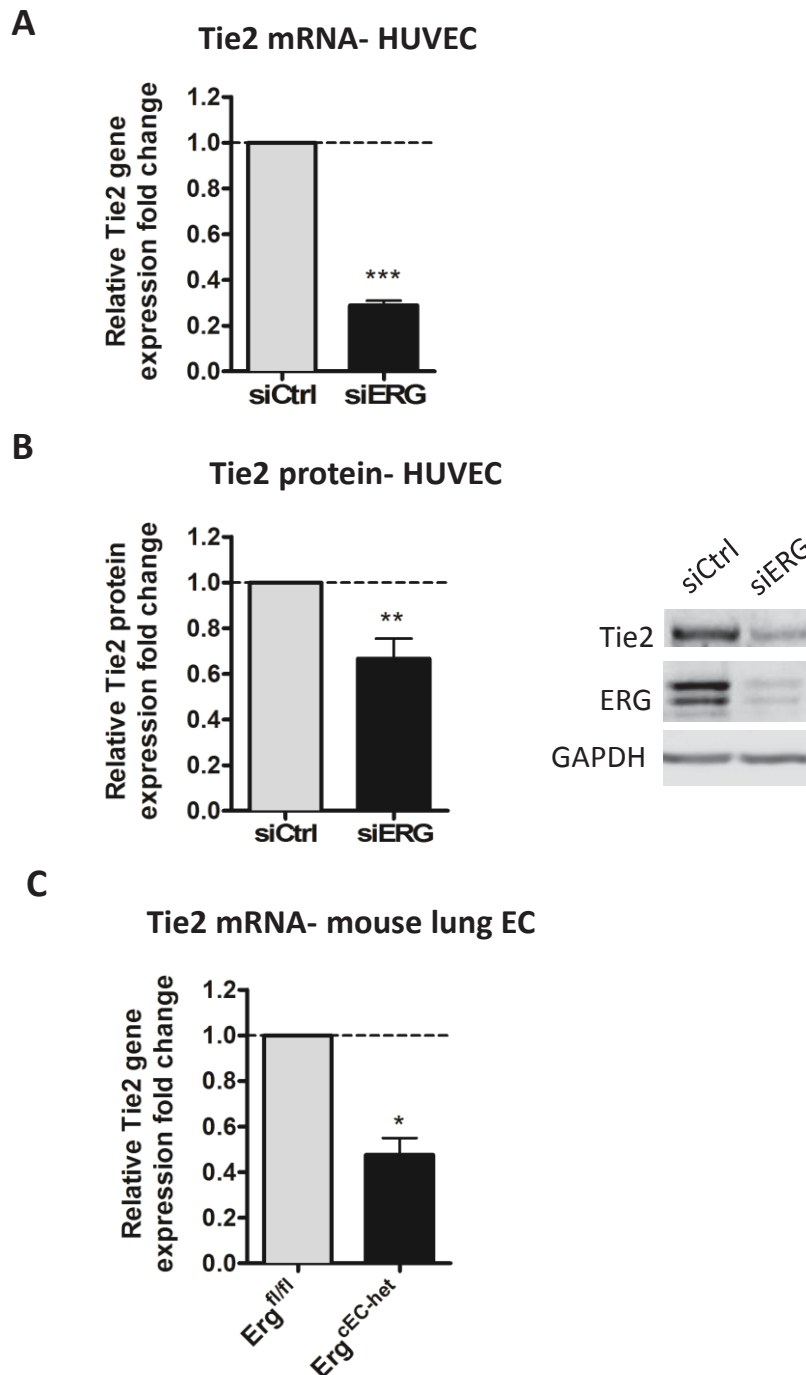 A
Tie2 mRNA- HUVEC
Relative Tie2 gene
expression fold change
1.2
1.0
0.8
0.6
0.4
0.2
0.0
***
siCtrl siERG
B
Tie2 protein- HUVEC
Relative Tie2 protein
expression fold change
1.2
1.0
0.8
0.6
0.4
0.2
0.0
**
siCtrl siERG
siCtrl siERG
Tie2
ERG
GAPDH
C
Tie2 mRNA- mouse lung EC
Relative Tie2 gene
expression fold change
1.2
1.0
0.8
0.6
0.4
0.2
0.0
*
Erg^fl/fl Erg^cEC-het